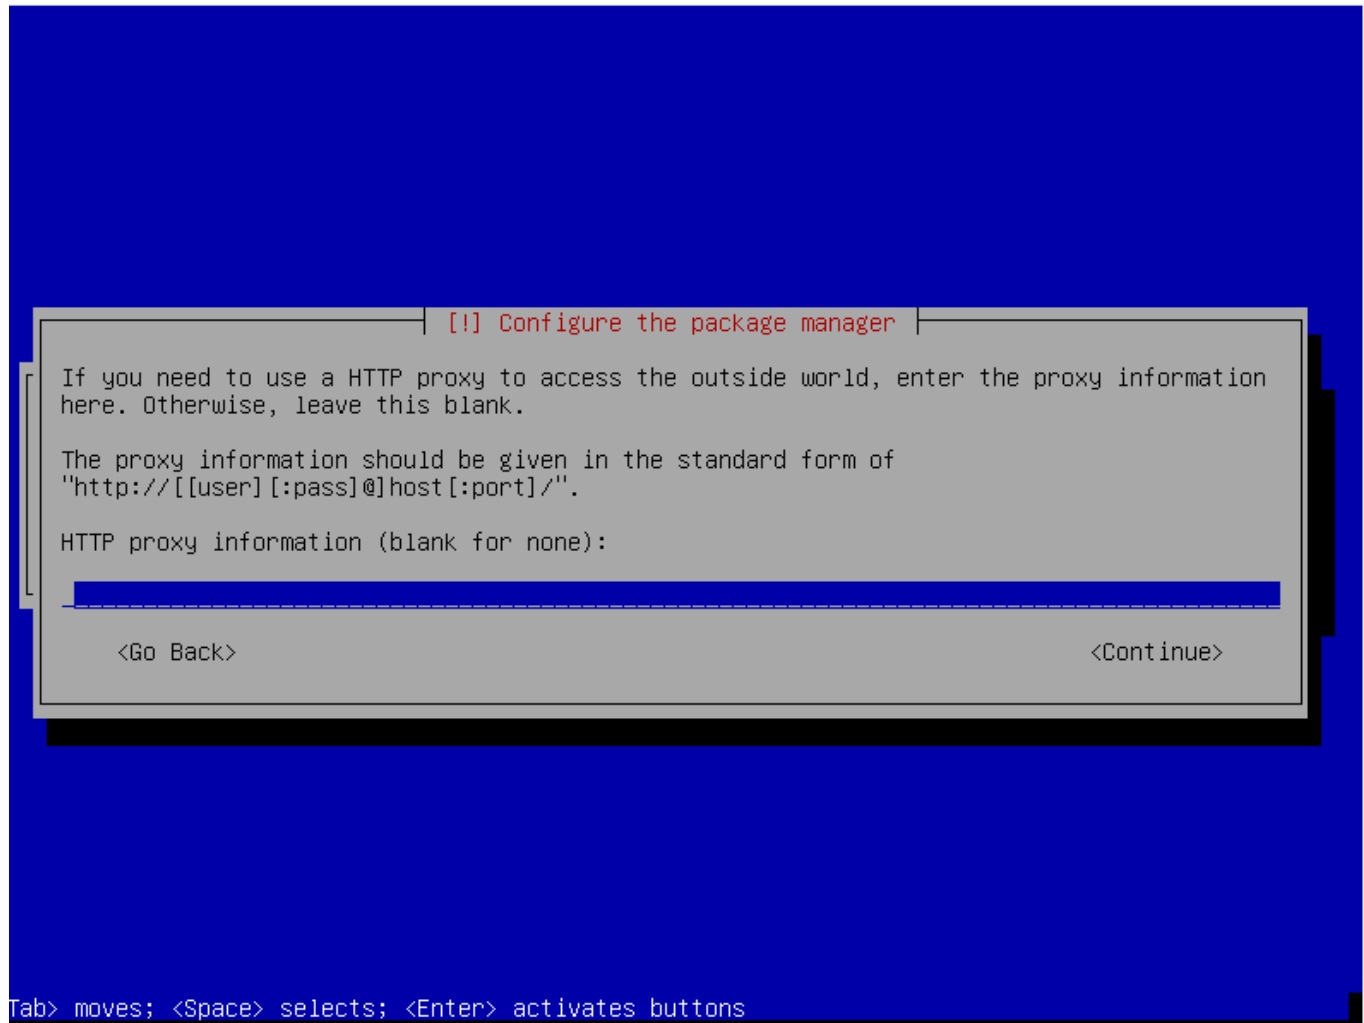 [!] Configure the package manager
If you need to use a HTTP proxy to access the outside world, enter the proxy information
here. Otherwise, leave this blank.
The proxy information should be given in the standard form of
"http://[[user][:pass]@]host[:port]/".
HTTP proxy information (blank for none):
<Go Back>
<Continue>
Tab> moves; <Space> selects; <Enter> activates buttons